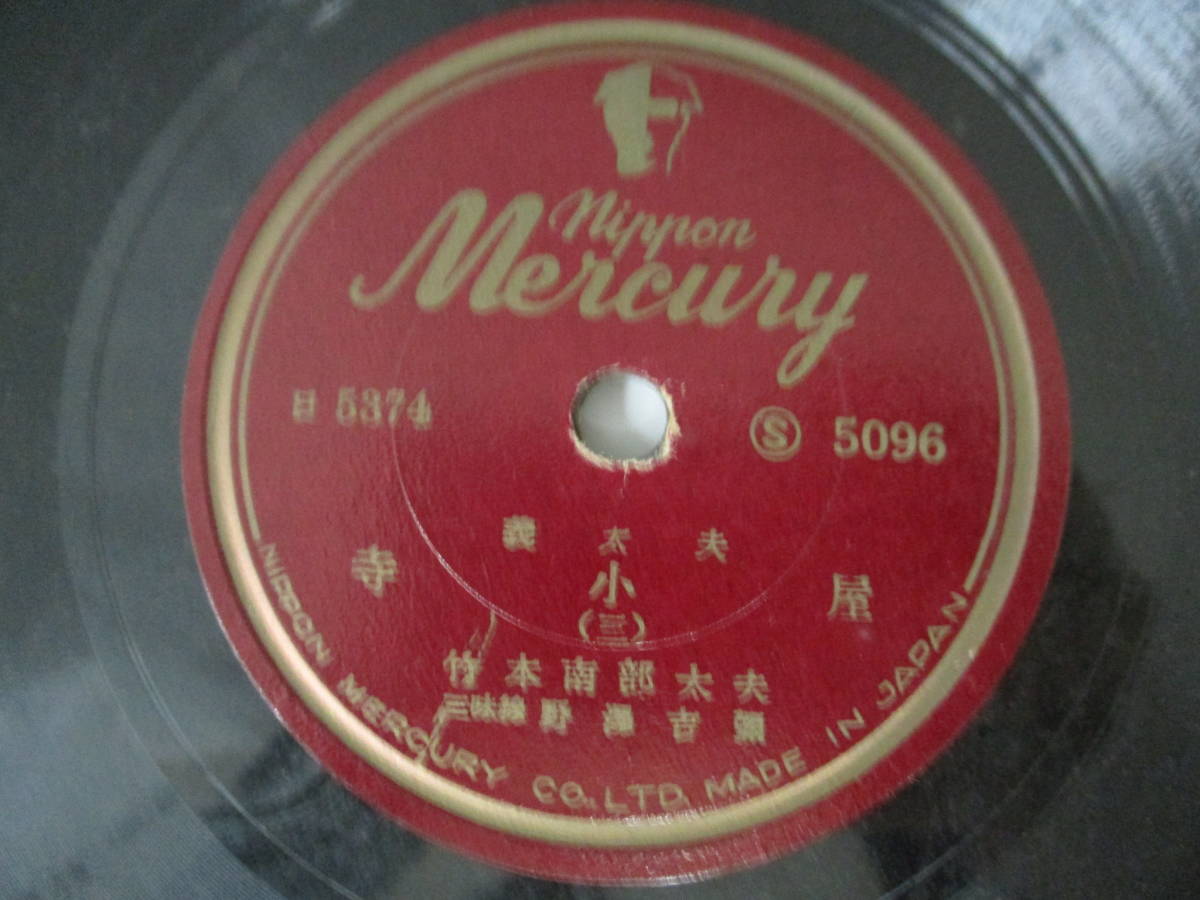 Nippon
Mercury
日 5374
Ⓢ 5096
義太夫
寺小屋
(三)
竹本南部太夫
三味線 野澤吉彌
NIPPON MERCURY CO., LTD. MADE IN JAPAN